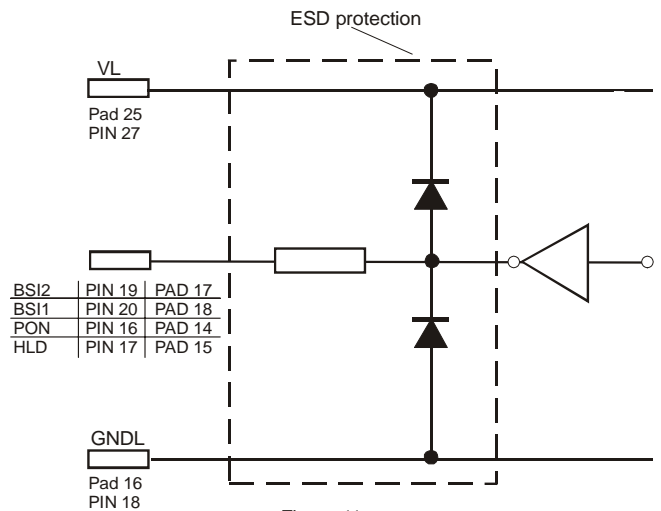 ESD protection
VL
Pad 25
PIN 27
BSI2 PIN 19 PAD 17
BSI1 PIN 20 PAD 18
PON PIN 16 PAD 14
HLD PIN 17 PAD 15
GNDL
Pad 16
PIN 18